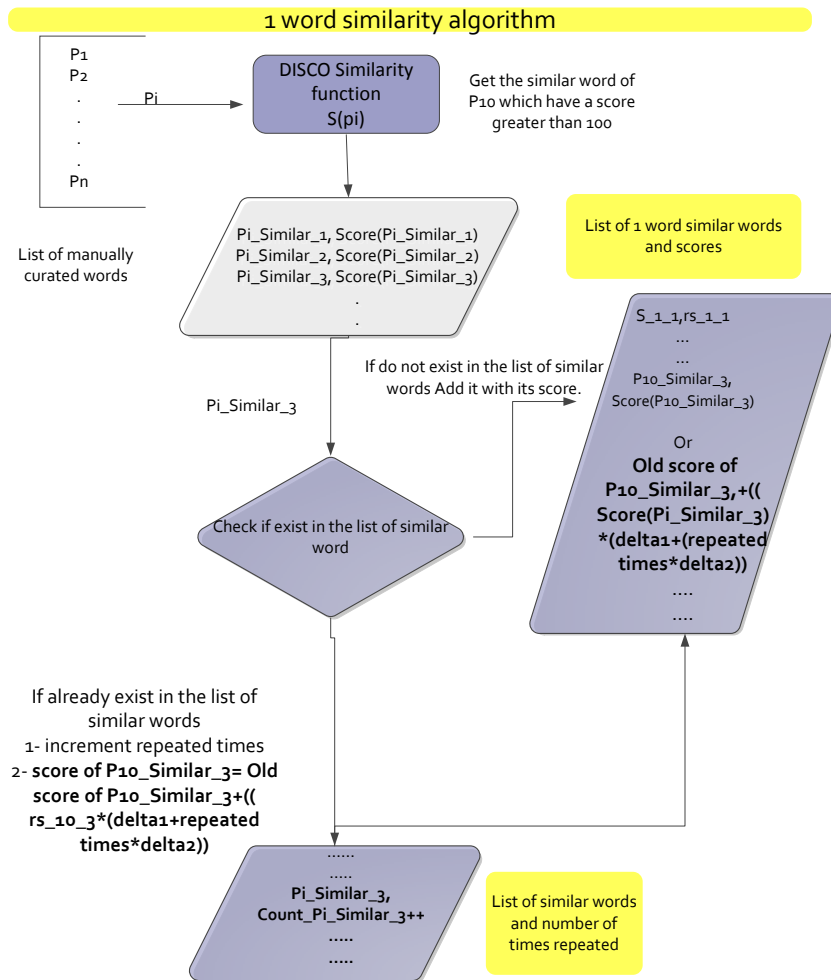 1 word similarity algorithm
P1
P2
.
.
.
.
Pn
Pi
DISCO Similarity
function
S(pi)
Get the similar word of
P10 which have a score
greater than 100
List of manually
curated words
Pi_Similar_1, Score(Pi_Similar_1)
Pi_Similar_2, Score(Pi_Similar_2)
Pi_Similar_3, Score(Pi_Similar_3)
.
.
List of 1 word similar words
and scores
S_1_1,rs_1_1
...
...
P10_Similar_3,
Score(P10_Similar_3)
Or
Old score of
P10_Similar_3,+((
Score(Pi_Similar_3)
*(delta1+(repeated
times*delta2))
....
....
If do not exist in the list of similar
words Add it with its score.
Pi_Similar_3
Check if exist in the list of similar
word
If already exist in the list of
similar words
1- increment repeated times
2- score of P10_Similar_3= Old
score of P10_Similar_3+((
rs_10_3*(delta1+repeated
times*delta2))
......
.....
Pi_Similar_3,
Count_Pi_Similar_3++
.....
.....
List of similar words
and number of
times repeated